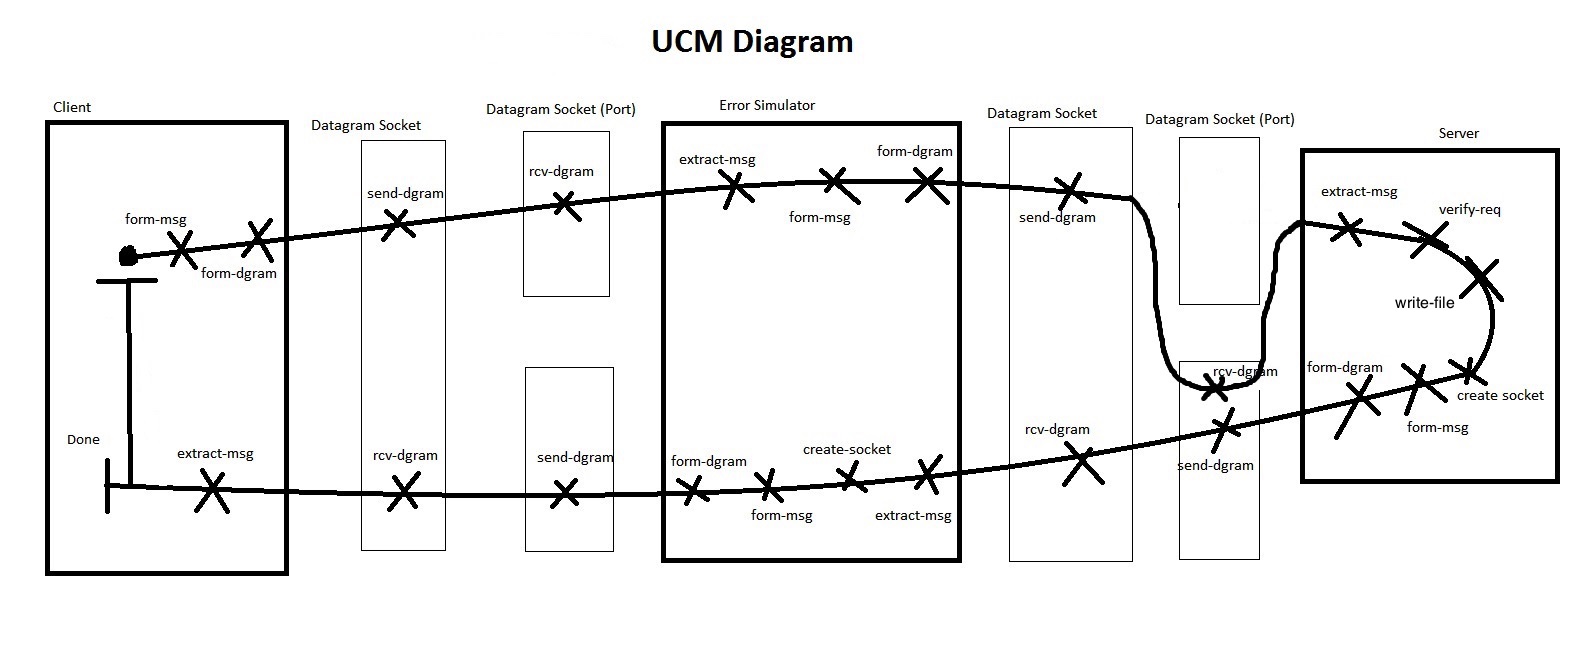 UCM Diagram
Client
Datagram Socket
Datagram Socket (Port)
Error Simulator
Datagram Socket
Datagram Socket (Port)
Server
form-msg
form-dgram
send-dgram
rcv-dgram
extract-msg
form-msg
form-dgram
send-dgram
rcv-dgram
extract-msg
verify-req
write-file
create socket
form-msg
form-dgram
send-dgram
rcv-dgram
extract-msg
create-socket
form-msg
form-dgram
send-dgram
rcv-dgram
extract-msg
Done